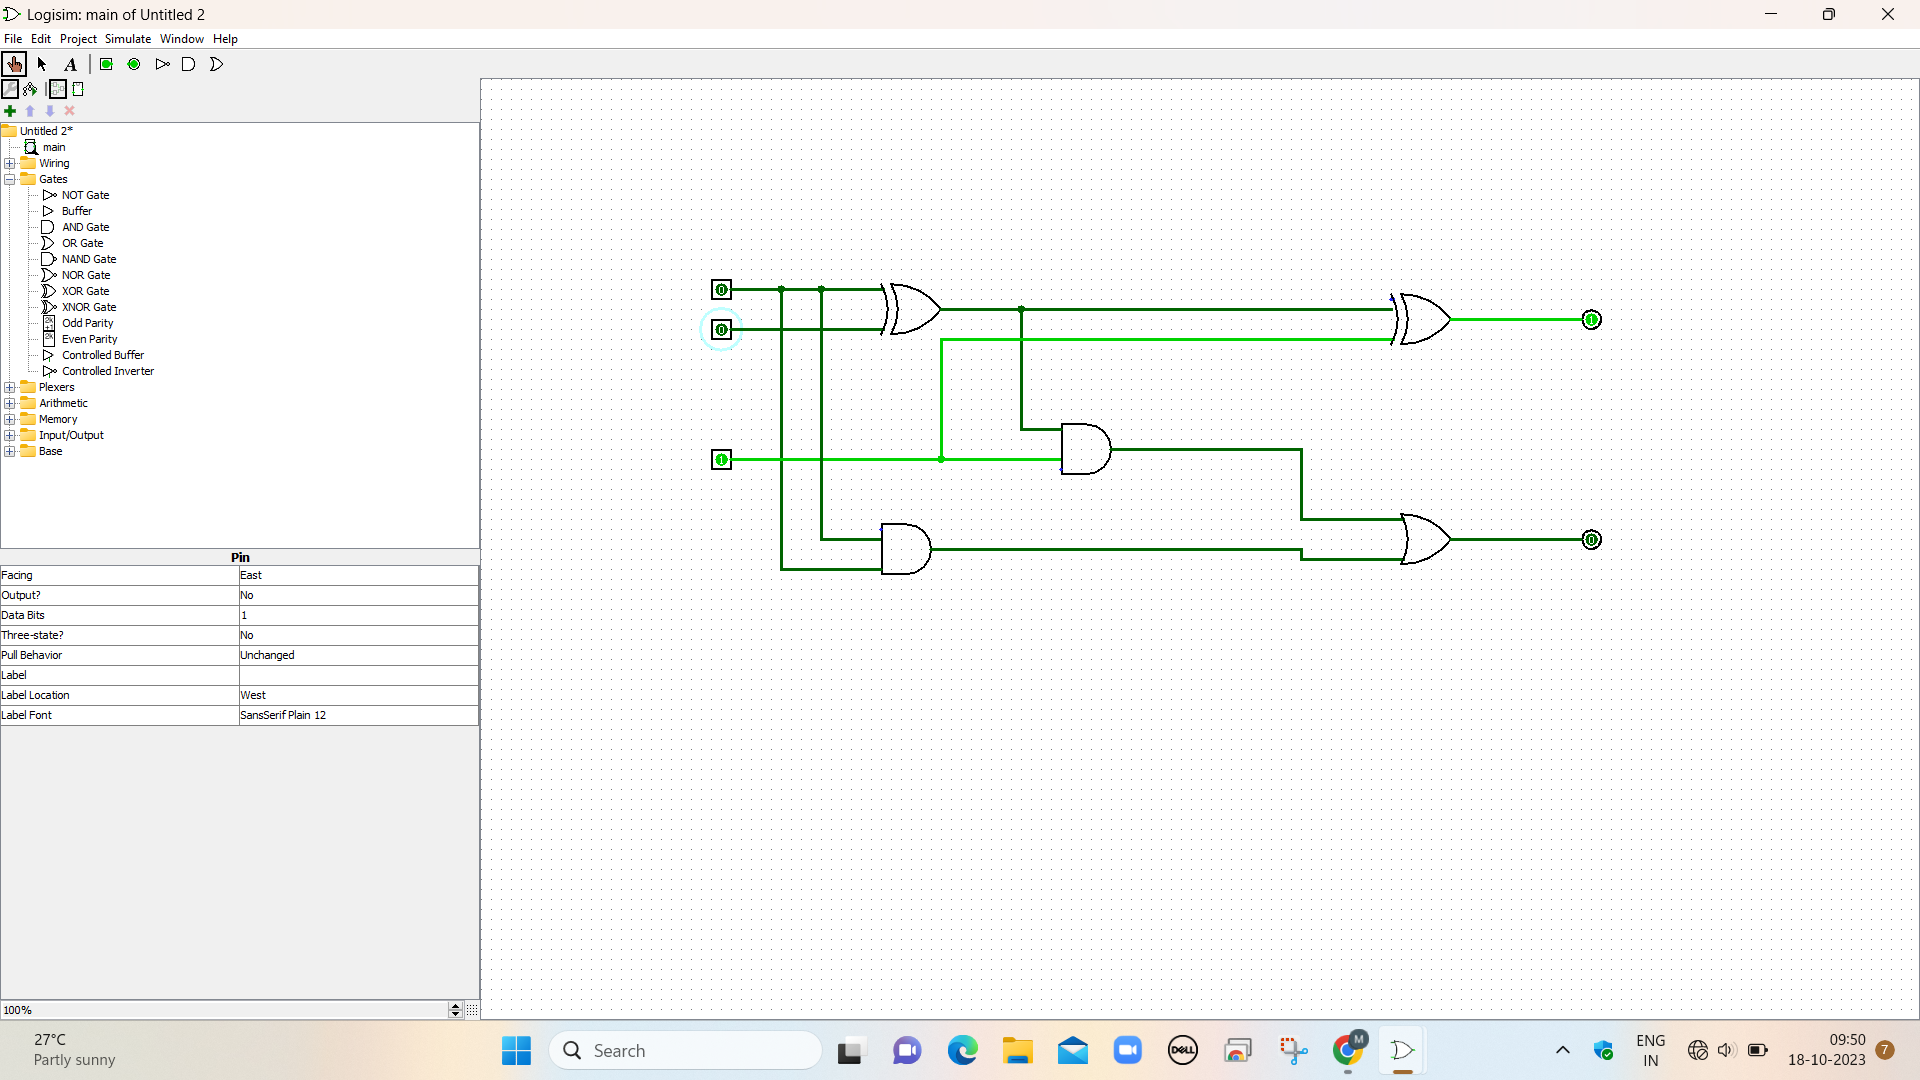 Logisim: main of Untitled 2
File Edit Project Simulate Window Help
A
Untitled 2*
main
Wiring
Gates
NOT Gate
Buffer
AND Gate
OR Gate
NAND Gate
NOR Gate
XOR Gate
XNOR Gate
2k+1 Odd Parity
2k Even Parity
Controlled Buffer
Controlled Inverter
Plexers
Arithmetic
Memory
Input/Output
Base
Pin
Facing East
Output? No
Data Bits 1
Three-state? No
Pull Behavior Unchanged
Label
Label Location West
Label Font SansSerif Plain 12
100%
0
0
1
1
0
27°C
Partly sunny
Search
DELL
M
ENG
IN
09:50
18-10-2023
7